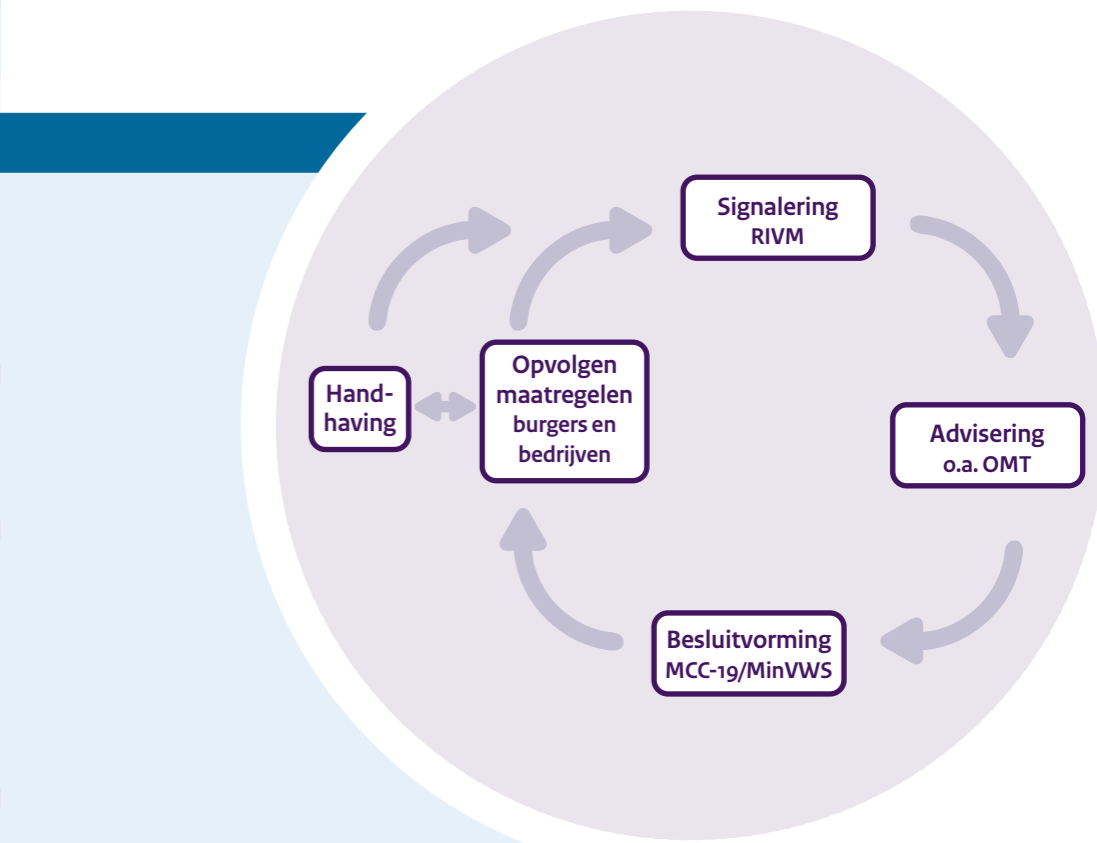 Signalering
RIVM
Advisering
o.a. OMT
Besluitvorming
MCC-19/MinVWS
Opvolgen
maatregelen
burgers en
bedrijven
Hand-
having